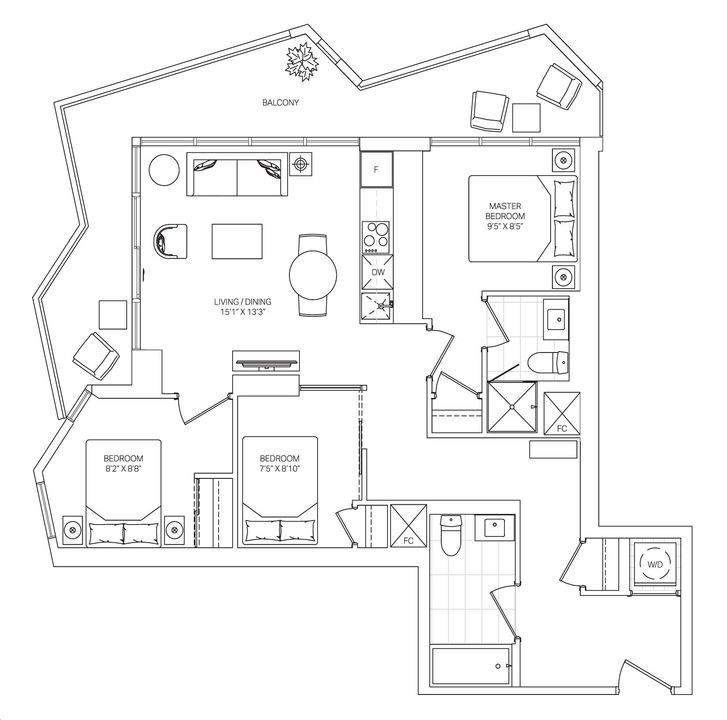 BALCONY
F
MASTER
BEDROOM
9'5" X 8'5"
DW
LIVING / DINING
15'1" X 13'3"
FC
BEDROOM
8'2" X 8'8"
BEDROOM
7'5" X 8'10"
FC
W/D